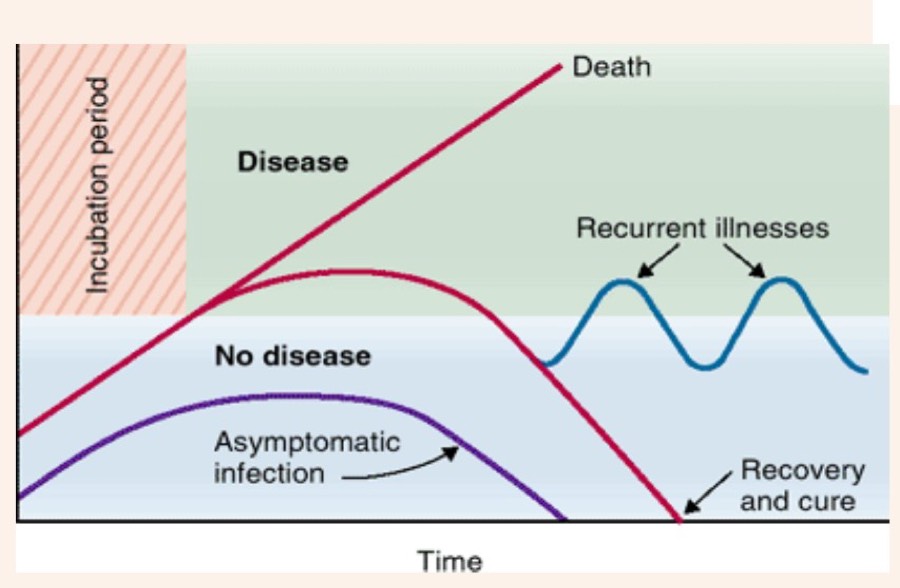 Death
Incubation period
Disease
Recurrent illnesses
No disease
Asymptomatic
infection
Recovery
and cure
Time